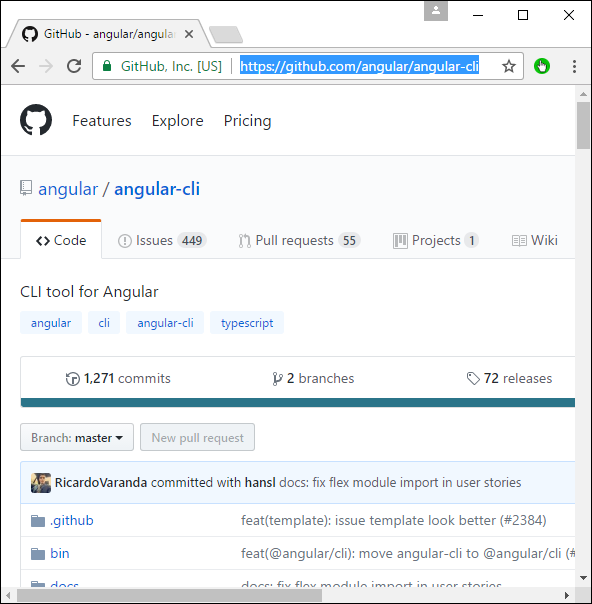 GitHub - angular/angular
GitHub, Inc. [US] https://github.com/angular/angular-cli
Features Explore Pricing
angular / angular-cli
Code Issues 449 Pull requests 55 Projects 1 Wiki
CLI tool for Angular
angular cli angular-cli typescript
1,271 commits 2 branches 72 releases
Branch: master New pull request
RicardoVaranda committed with hansl docs: fix flex module import in user stories
.github feat(template): issue template look better (#2384)
bin feat(@angular/cli): move angular-cli to @angular/cli (#
docs docs: fix flex module import in user stories